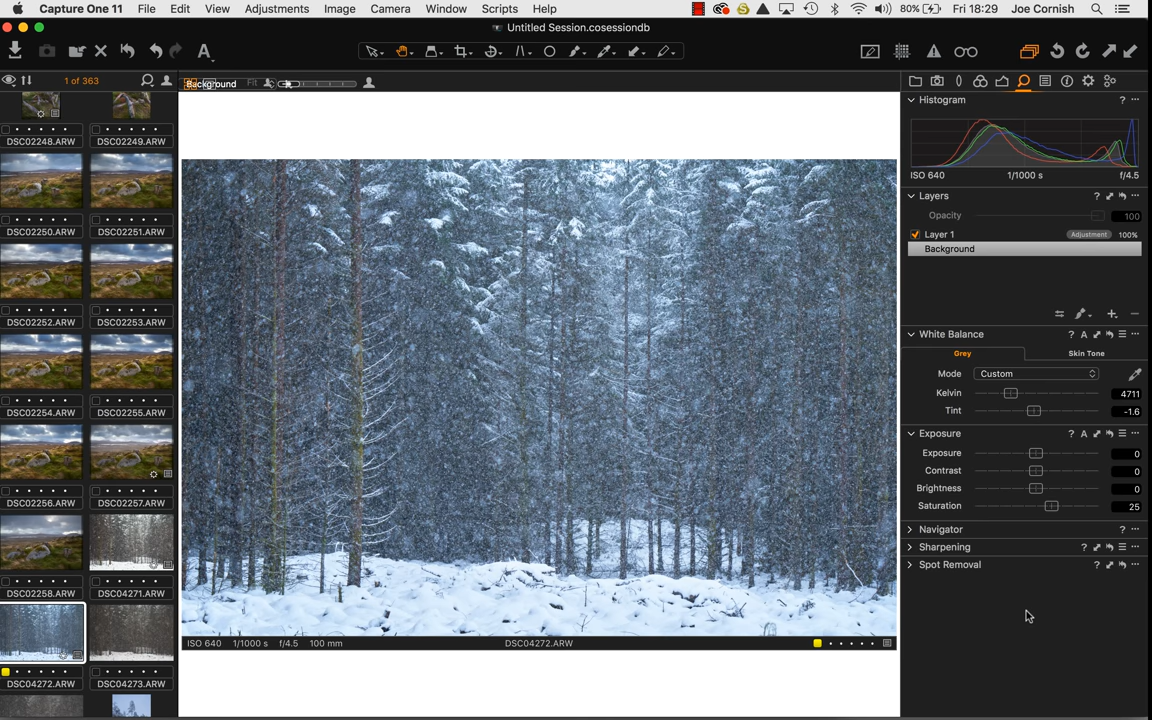 Capture One 11 File Edit View Adjustments Image Camera Window Scripts Help 80% Fri 18:29 Joe Cornish
Untitled Session.cosessiondb
1 of 363
Background Fit
DSC02248.ARW DSC02249.ARW
DSC02250.ARW DSC02251.ARW
DSC02252.ARW DSC02253.ARW
DSC02254.ARW DSC02255.ARW
DSC02256.ARW DSC02257.ARW
DSC02258.ARW DSC04271.ARW
DSC04272.ARW DSC04273.ARW
ISO 640 1/1000 s f/4.5 100 mm DSC04272.ARW
Histogram ? ...
ISO 640 1/1000 s f/4.5
Layers ? ...
Opacity 100
Layer 1 Adjustment 100%
Background
White Balance ? A ...
Grey Skin Tone
Mode Custom
Kelvin 4711
Tint -1.6
Exposure ? A ...
Exposure 0
Contrast 0
Brightness 0
Saturation 25
Navigator ? ...
Sharpening ? ...
Spot Removal ? ...